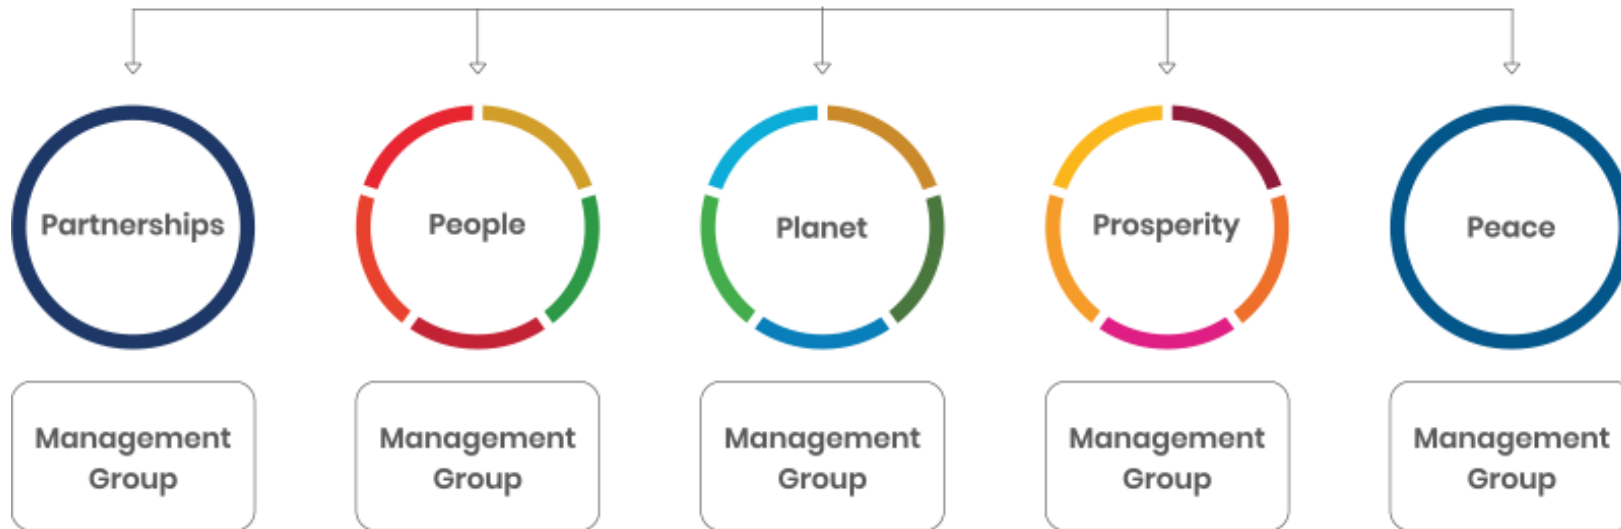 Partnerships
People
Planet
Prosperity
Peace
Management
Group
Management
Group
Management
Group
Management
Group
Management
Group